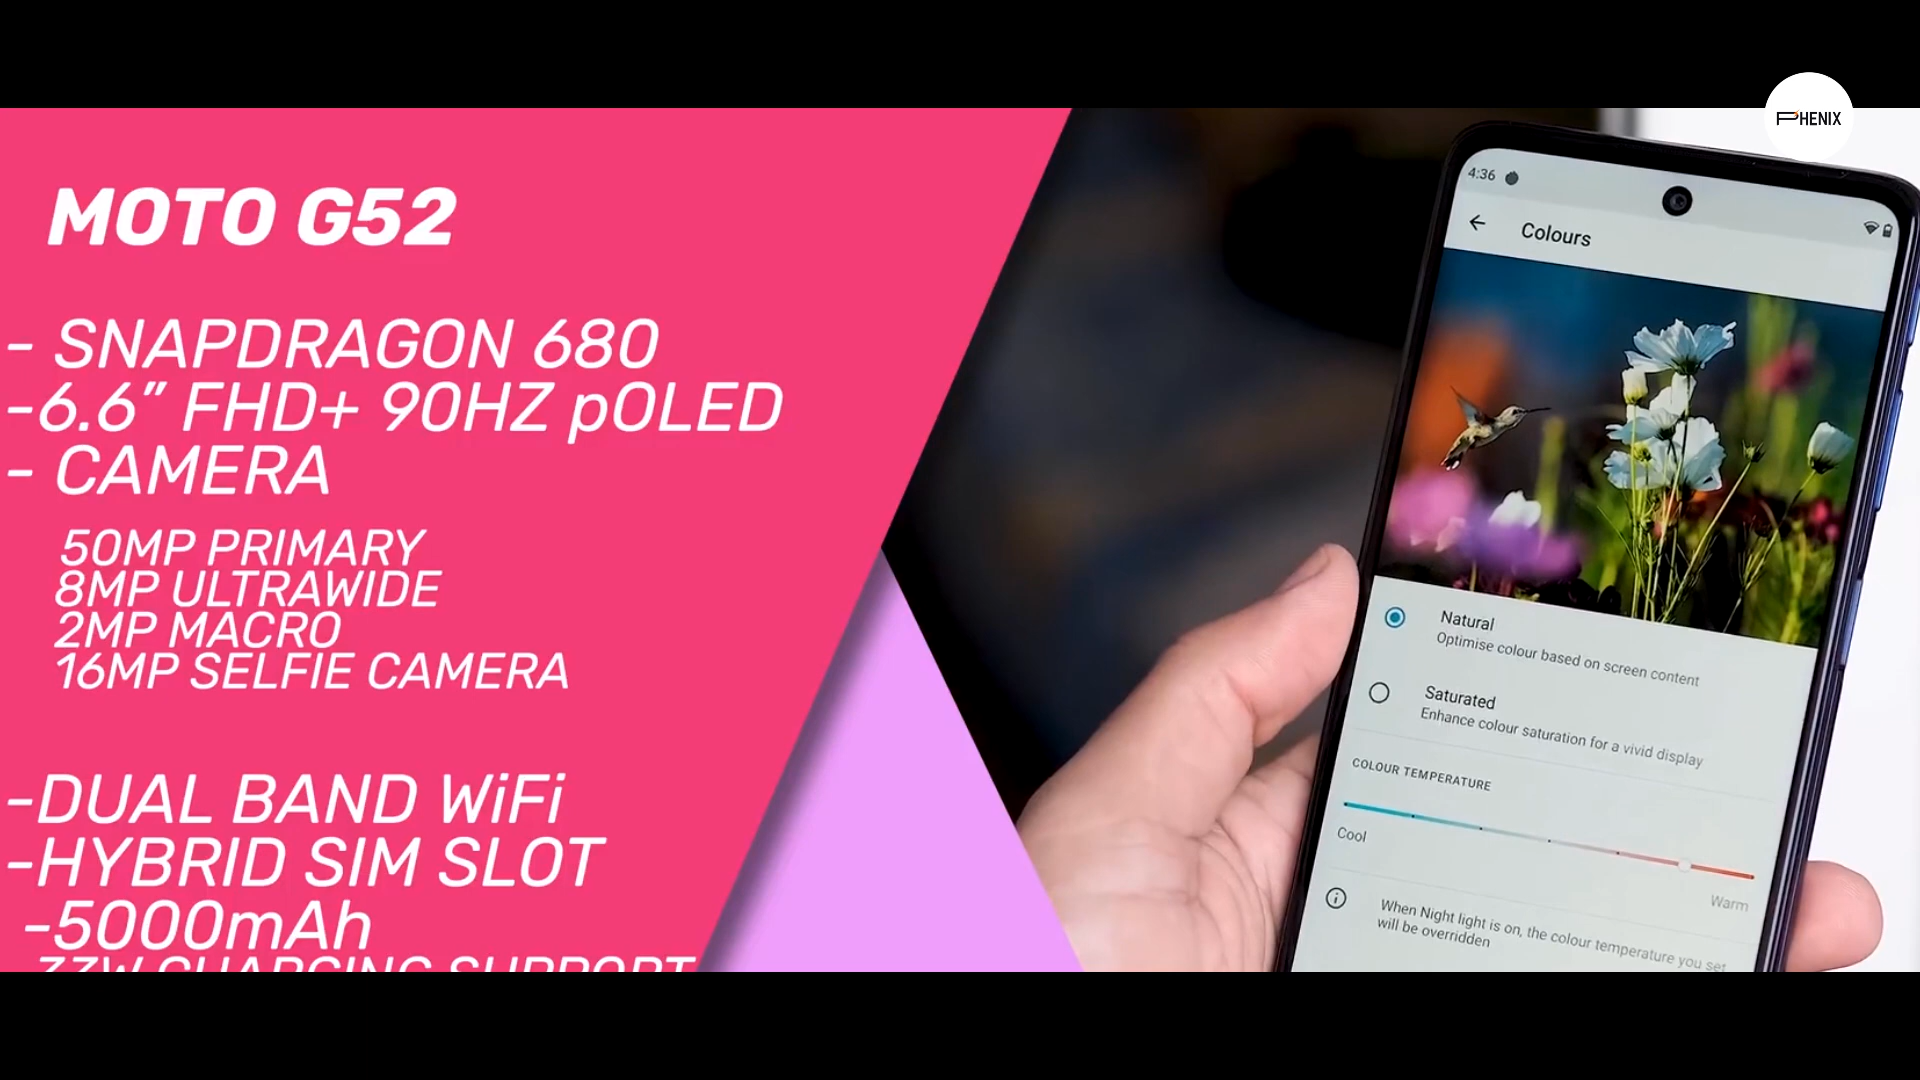 PHENIX
MOTO G52
- SNAPDRAGON 680
-6.6” FHD+ 90HZ pOLED
- CAMERA
50MP PRIMARY
8MP ULTRAWIDE
2MP MACRO
16MP SELFIE CAMERA
-DUAL BAND WiFi
-HYBRID SIM SLOT
-5000mAh
CHARGING SUPPORT
4:36
Colours
Natural
Optimise colour based on screen content
Saturated
Enhance colour saturation for a vivid display
COLOUR TEMPERATURE
Cool
Warm
When Night light is on, the colour temperature you set
will be overridden